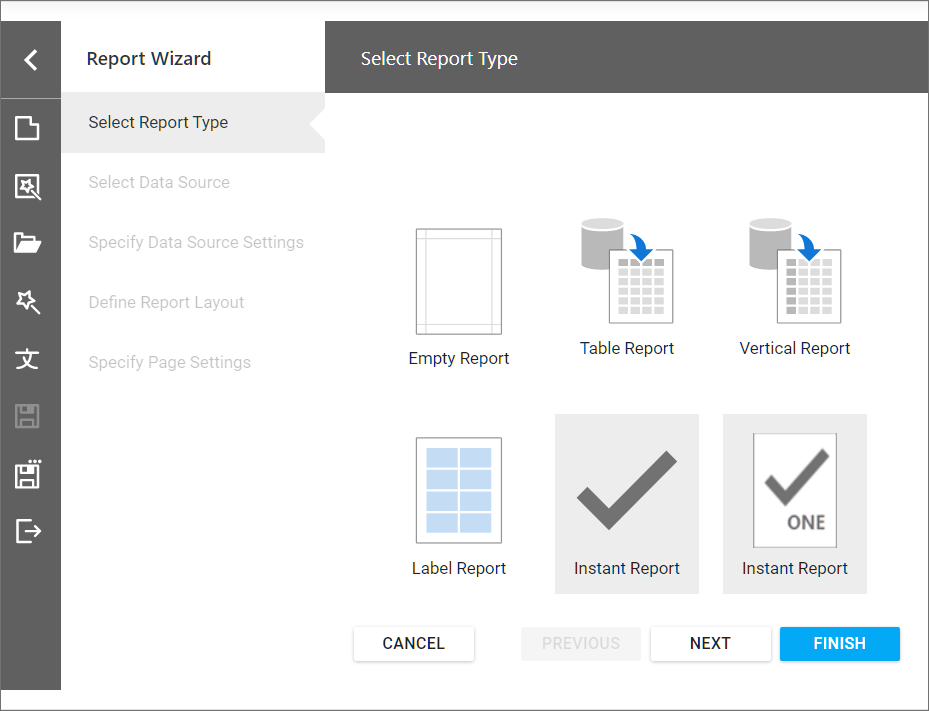 Report Wizard
Select Report Type
Select Report Type
Select Data Source
Specify Data Source Settings
Define Report Layout
Specify Page Settings
Empty Report
Table Report
Vertical Report
Label Report
Instant Report
ONE
Instant Report
CANCEL
PREVIOUS
NEXT
FINISH
文